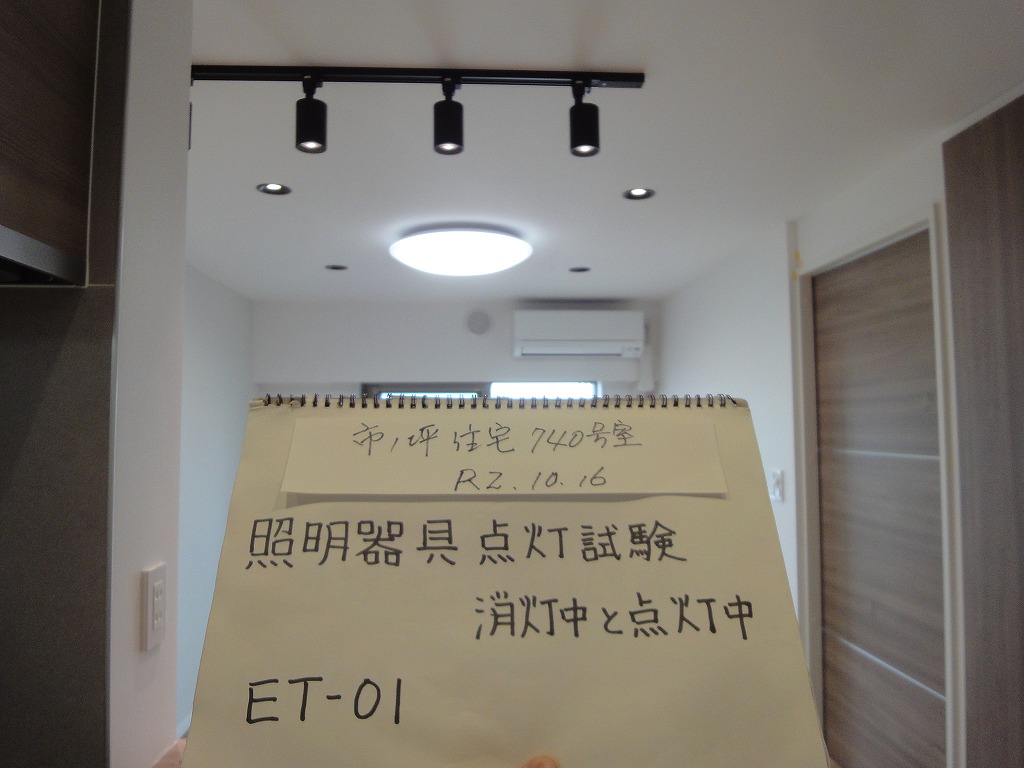 市ノ坪住宅 740号室
R2.10.16
照明器具点灯試験
消灯中と点灯中
ET-01